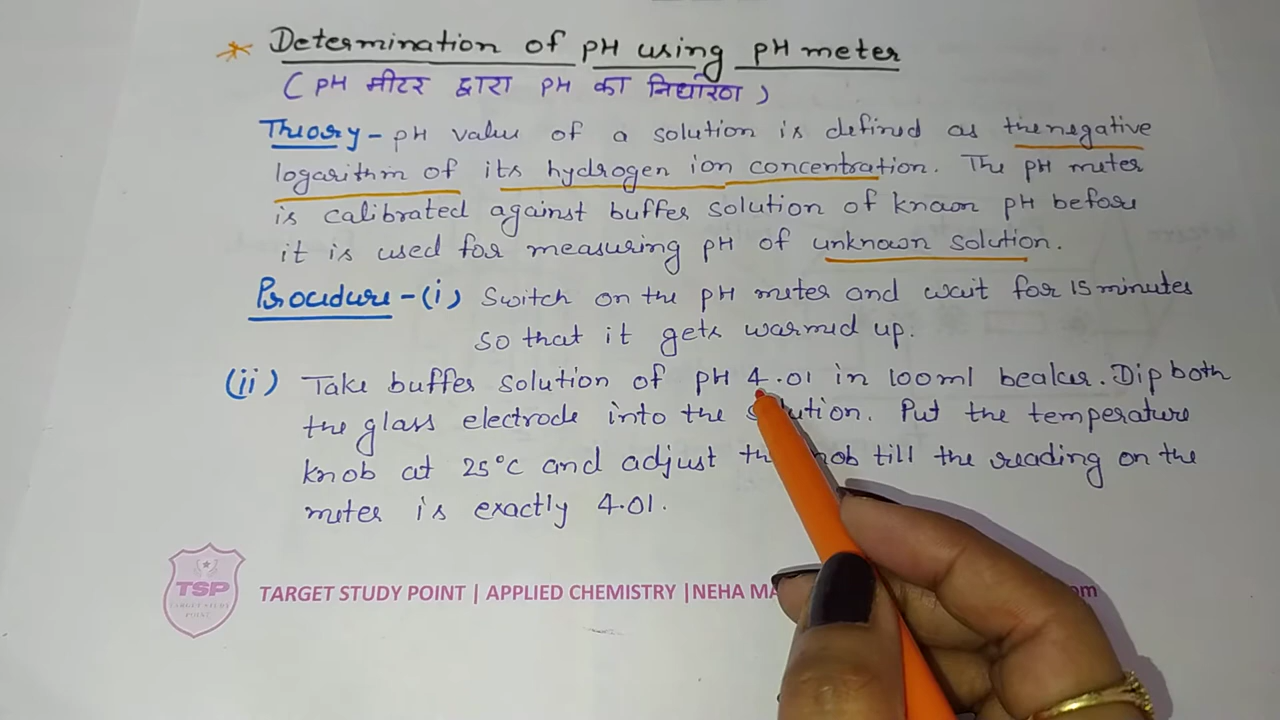 Determination of pH using pH meter
(PH मीटर द्वारा PH का निर्धारण)
Theory- pH value of a solution is defined as the negative
logarithm of its hydrogen ion concentration. The pH meter
is calibrated against buffer solution of known pH before
it is used for measuring pH of unknown solution.
Procedure-(i) Switch on the pH meter and wait for 15 minutes
so that it gets warmed up.
(ii) Take buffer solution of pH 4.01 in 100ml beaker. Dip both
the glass electrode into the solution. Put the temperature
knob at 25°C and adjust the knob till the reading on the
meter is exactly 4.01.
TSP
TARGET STUDY
POINT
TARGET STUDY POINT | APPLIED CHEMISTRY |NEHA